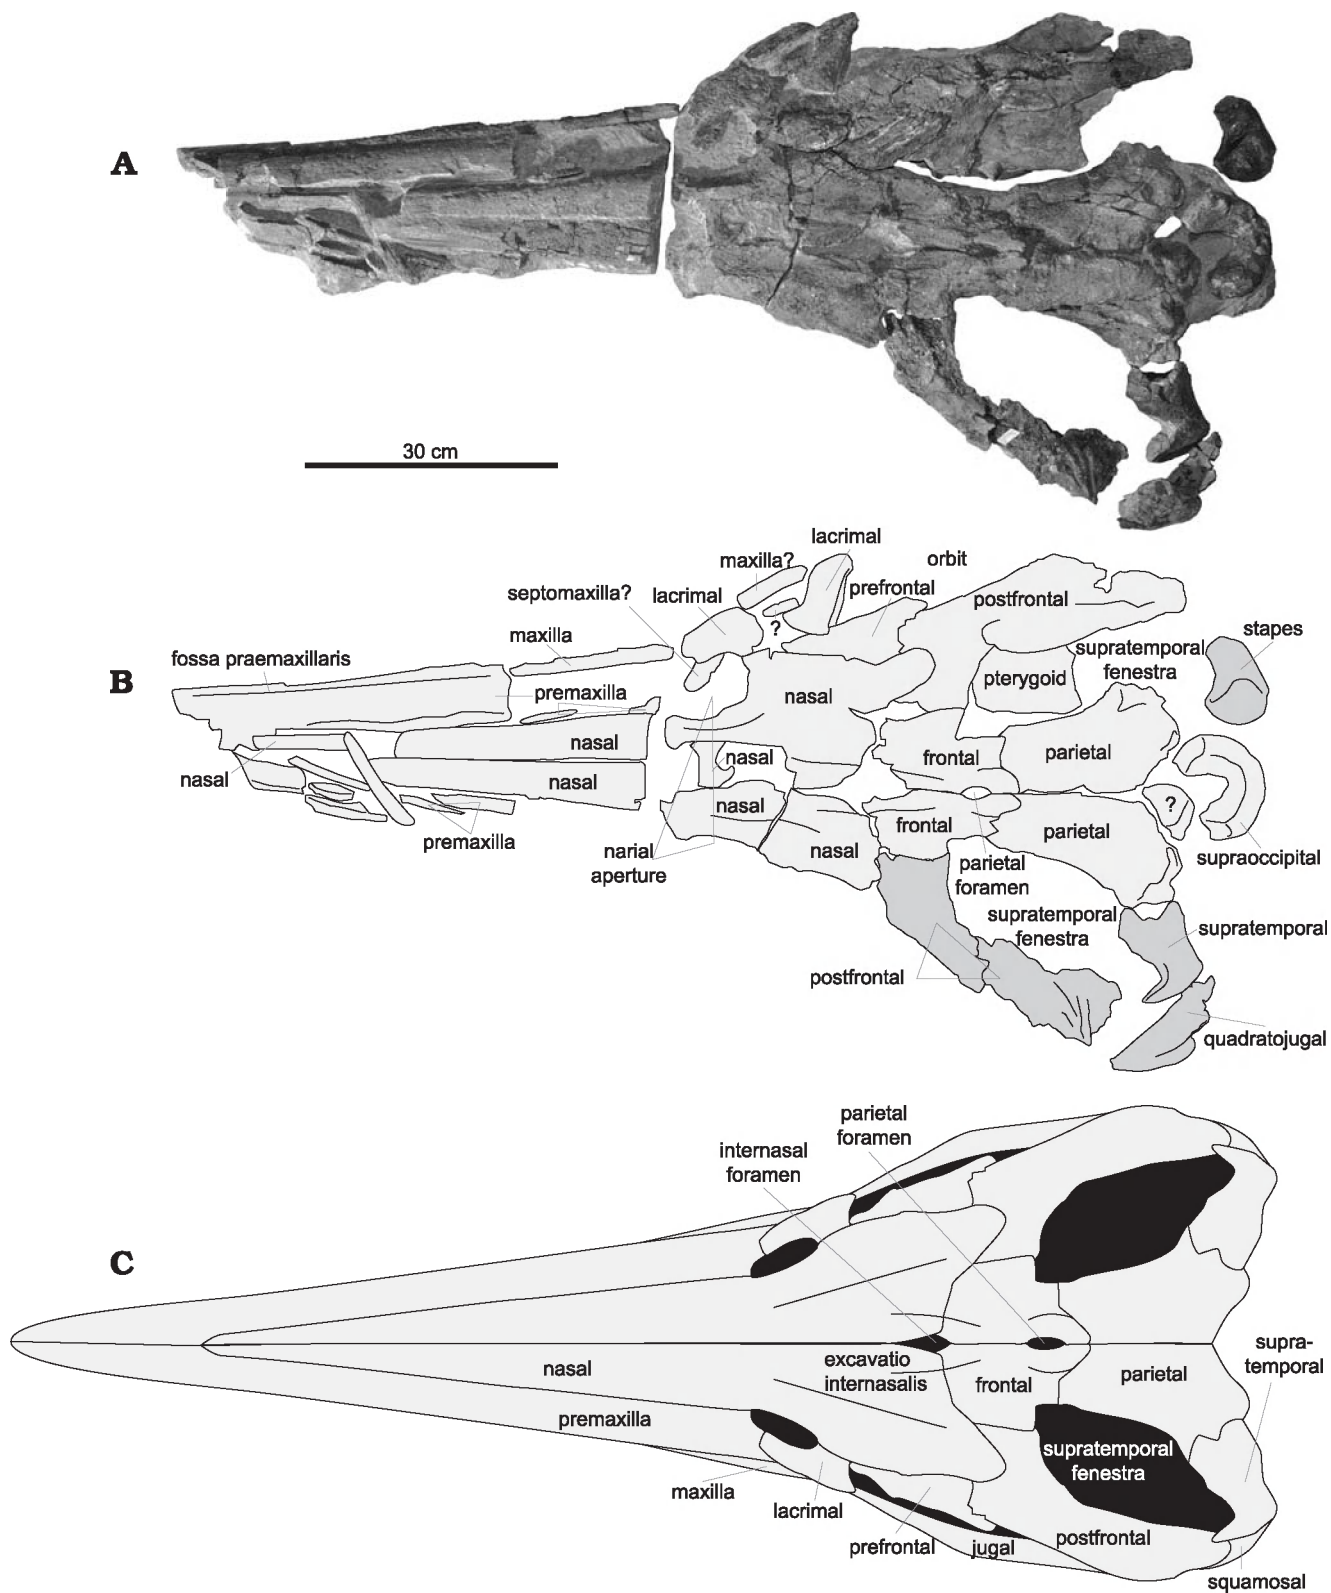 A
30 cm
B
lacrimal
maxilla?
orbit
septomaxilla?
lacrimal
prefrontal
postfrontal
maxilla
?
stapes
fossa praemaxillaris
supratemporal
fenestra
premaxilla
pterygoid
nasal
nasal
nasal
frontal
parietal
nasal
nasal
nasal
?
frontal
parietal
premaxilla
narial
aperture
nasal
supraoccipital
parietal
foramen
supratemporal
fenestra
supratemporal
postfrontal
quadratojugal
C
parietal
foramen
internasal
foramen
nasal
excavatio
internasalis
frontal
parietal
supra-
temporal
premaxilla
supratemporal
fenestra
maxilla
lacrimal
prefrontal
jugal
postfrontal
squamosal